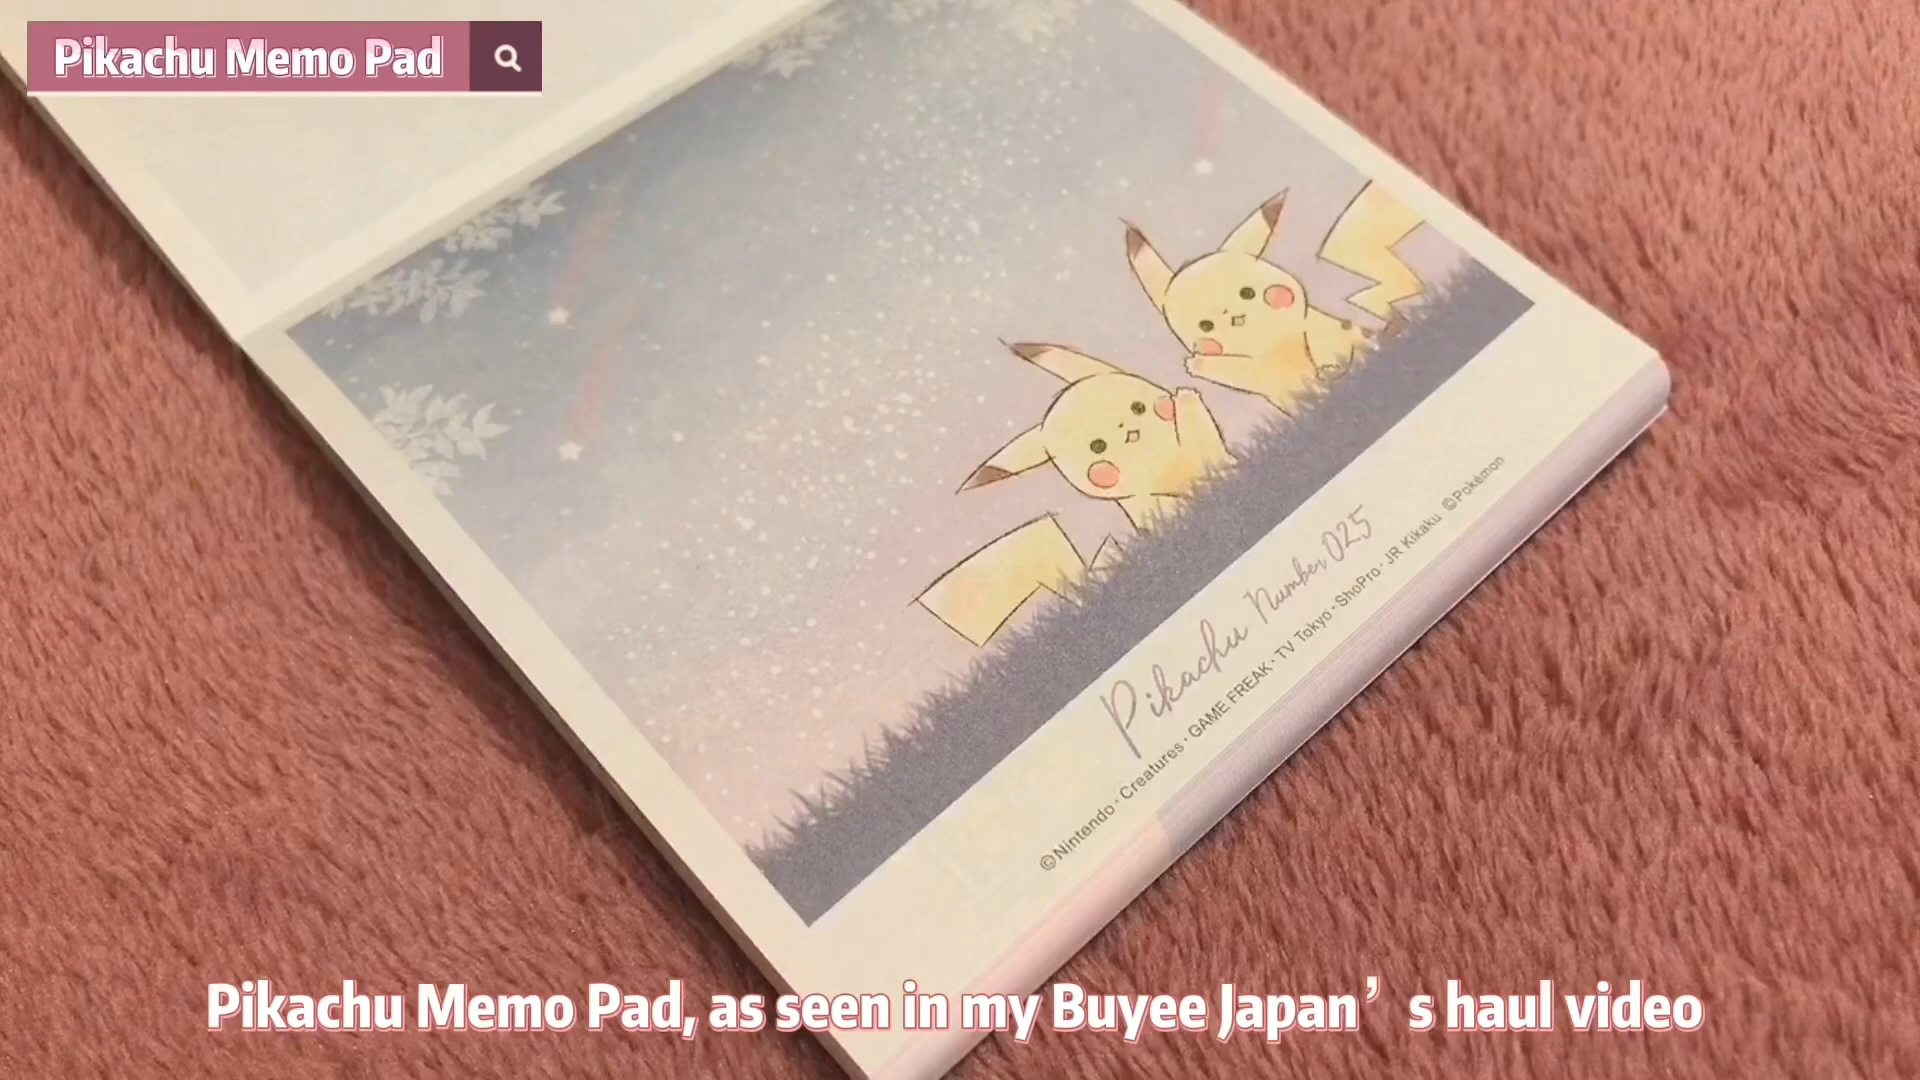 Pikachu Memo Pad
Pikachu Number 025
©Nintendo・Creatures・GAME FREAK・TV Tokyo・ShoPro・JR Kikaku ©Pokémon
Pikachu Memo Pad, as seen in my Buyee Japan’s haul video